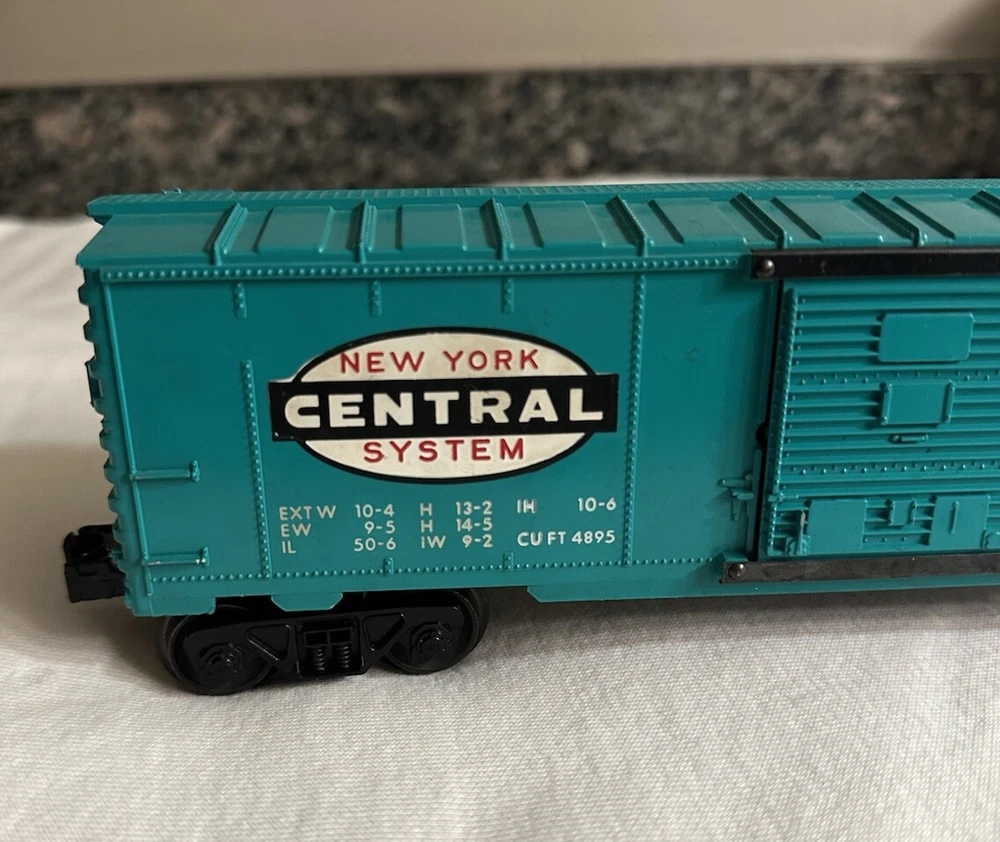 NEW YORK
CENTRAL
SYSTEM
EXT W 10-4 H 13-2 IH 10-6
EW 9-5 H 14-5
IL 50-6 IW 9-2 CU FT 4895